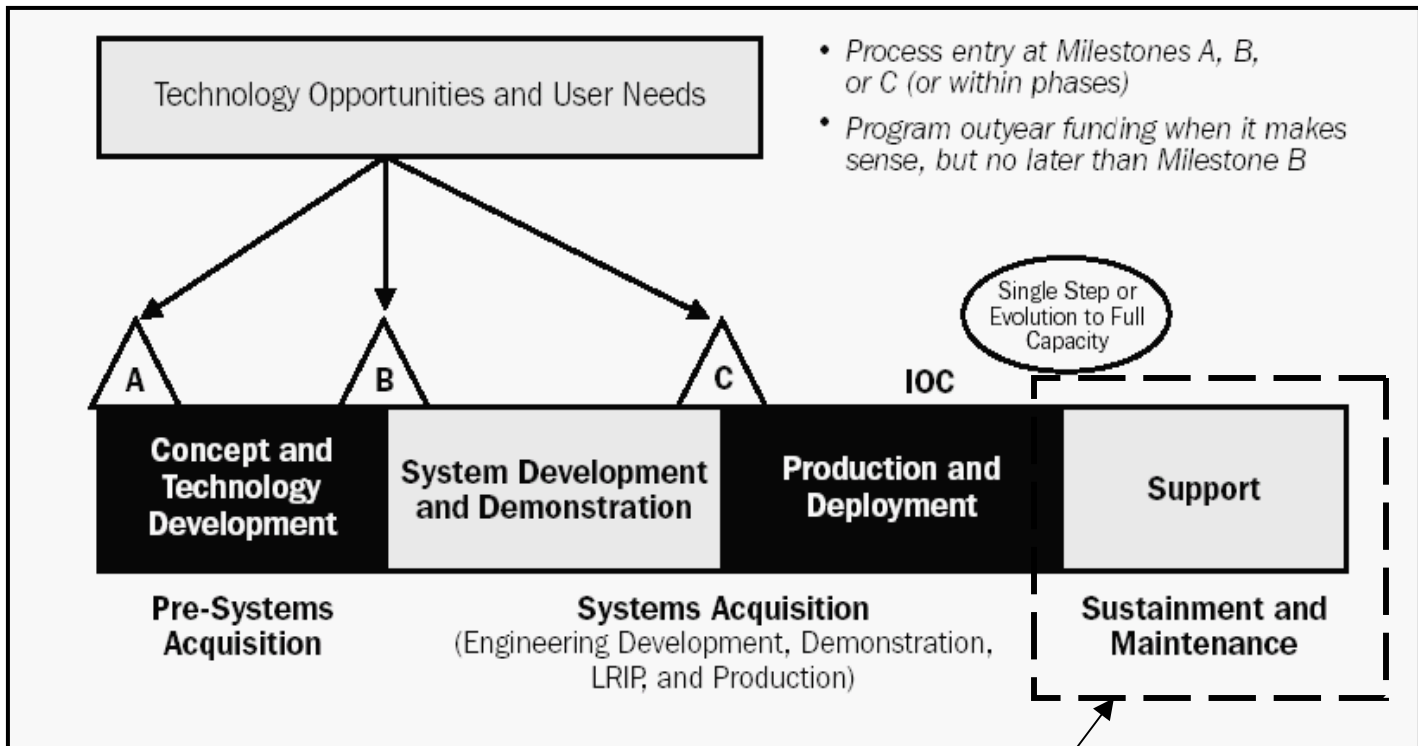 Technology Opportunities and User Needs
• Process entry at Milestones A, B,
or C (or within phases)
• Program outyear funding when it makes
sense, but no later than Milestone B
Single Step or
Evolution to Full
Capacity
A
B
C
IOC
Concept and
Technology
Development
System Development
and Demonstration
Production and
Deployment
Support
Pre-Systems
Acquisition
Systems Acquisition
(Engineering Development, Demonstration,
LRIP, and Production)
Sustainment and
Maintenance